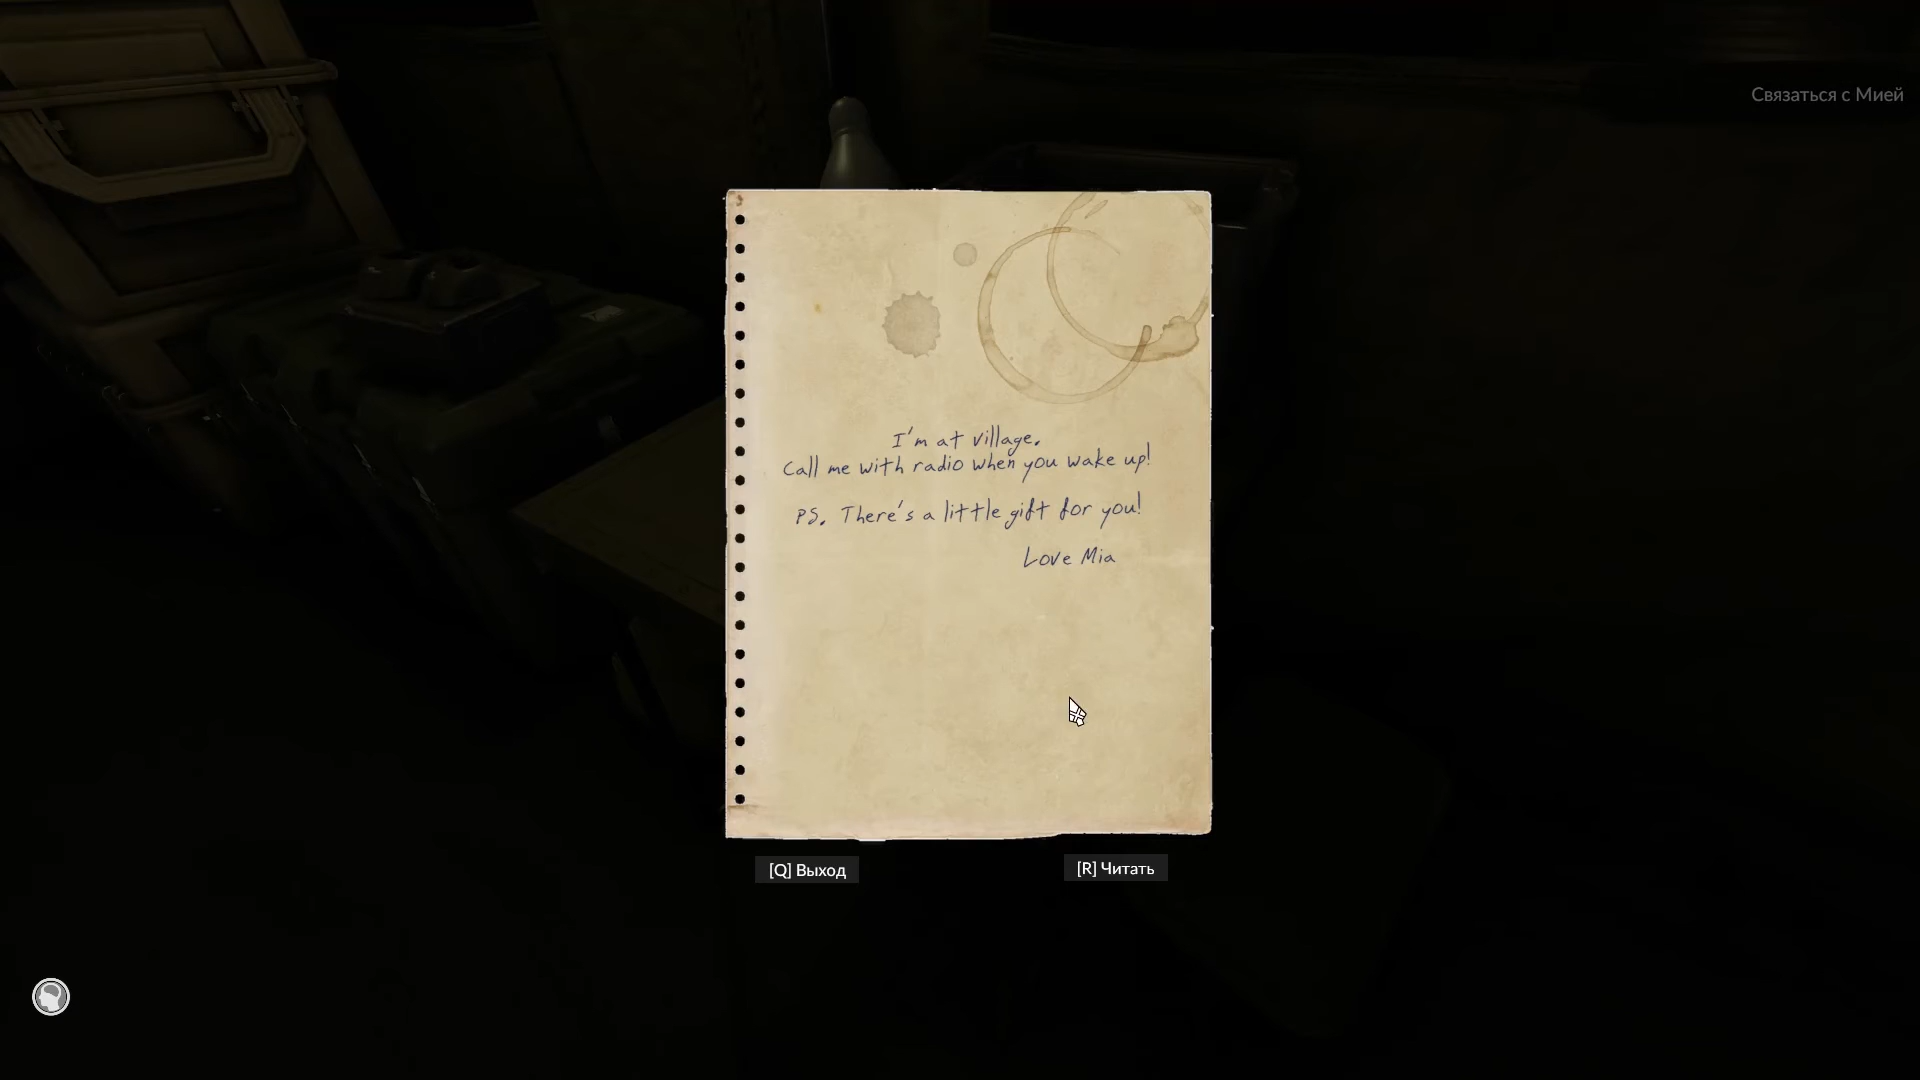 Связаться с Мией
I'm at village.
Call me with radio when you wake up!
PS. There's a little gift for you!
Love Mia
[Q] Выход
[R] Читать